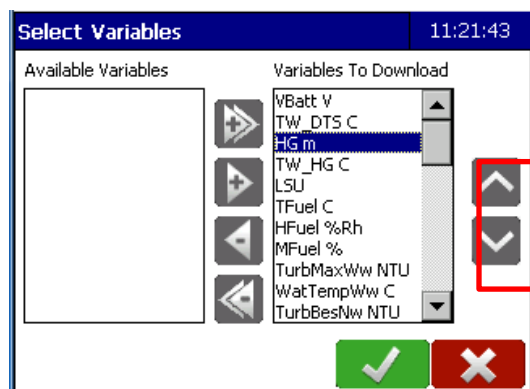 Select Variables
11:21:43
Available Variables
Variables To Download
VBatt V
TW_DTS C
HG m
TW_HG C
LSU
TFuel C
HFuel %Rh
MFuel %
TurbMaxWw NTU
WatTempWw C
TurbBesNw NTU